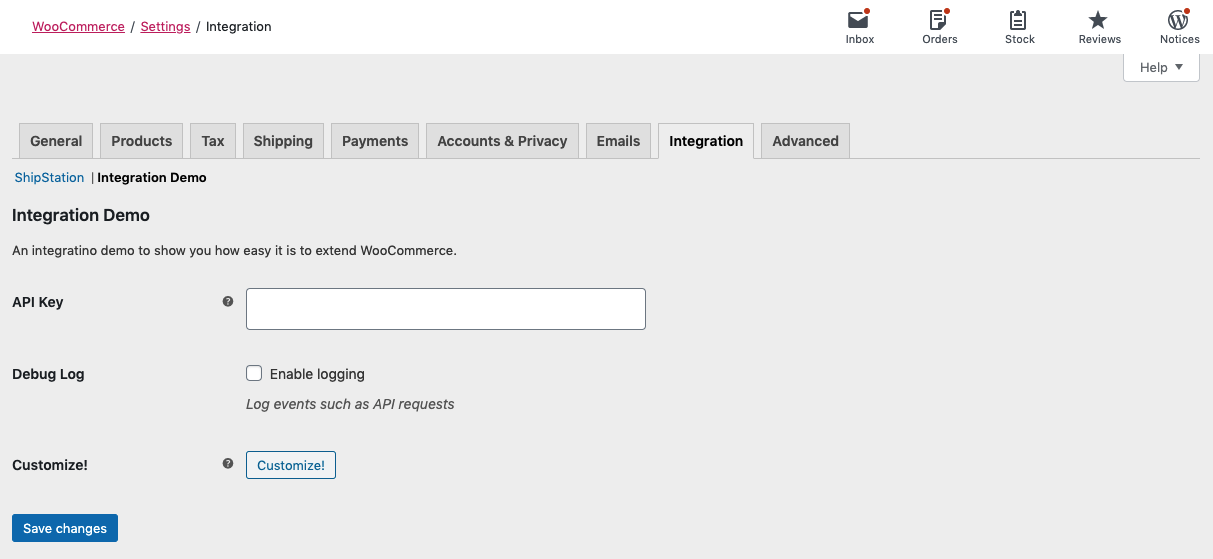 WooCommerce / Settings / Integration
Inbox Orders Stock Reviews Notices
Help
General Products Tax Shipping Payments Accounts & Privacy Emails Integration Advanced
ShipStation | Integration Demo
Integration Demo
An integratino demo to show you how easy it is to extend WooCommerce.
API Key ?
Debug Log Enable logging
Log events such as API requests
Customize! ? Customize!
Save changes